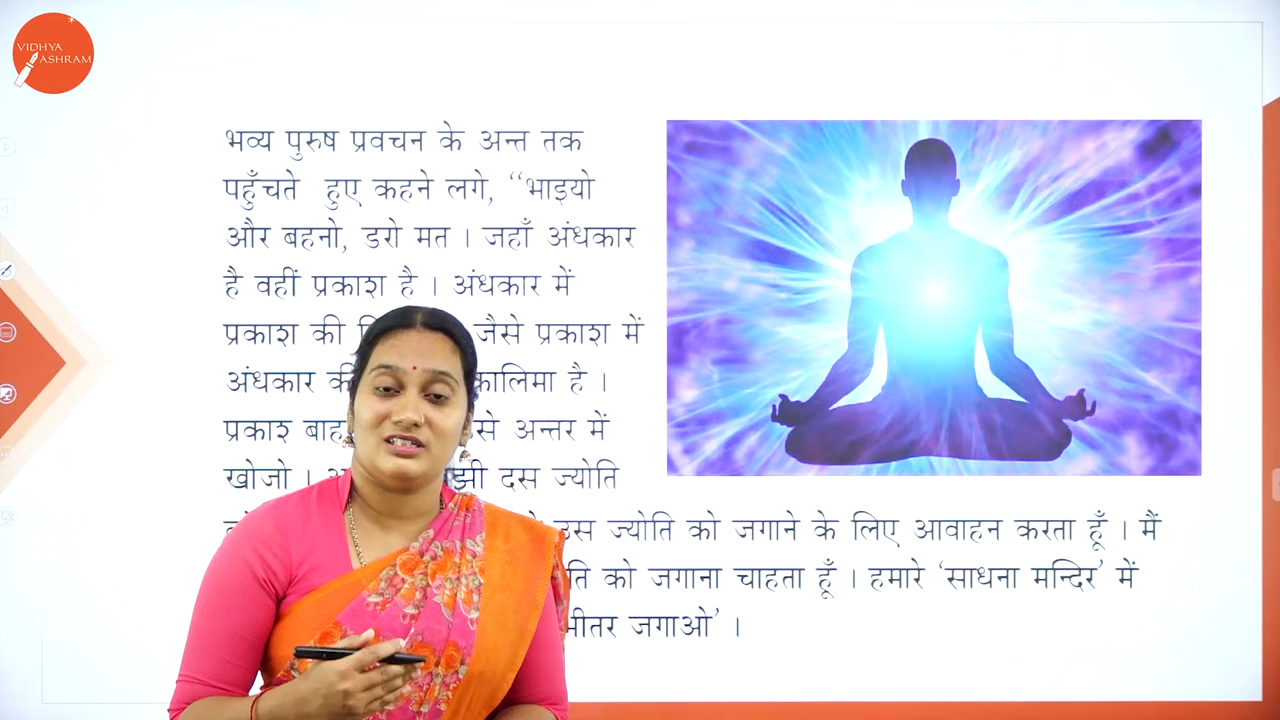 VIDHYA
ASHRAM
भव्य पुरुष प्रवचन के अन्त तक
पहुँचते हुए कहने लगे, “भाइयो
और बहनो, डरो मत । जहाँ अंधकार
है वहीं प्रकाश है । अंधकार में
प्रकाश की जैसे प्रकाश में
अंधकार की कालिमा है ।
प्रकाश अन्तर में
खोजो । दस ज्योति
उस ज्योति को जगाने के लिए आवाहन करता हूँ । मैं
को जगाना चाहता हूँ । हमारे ‘साधना मन्दिर’ में
जगाओ’ ।